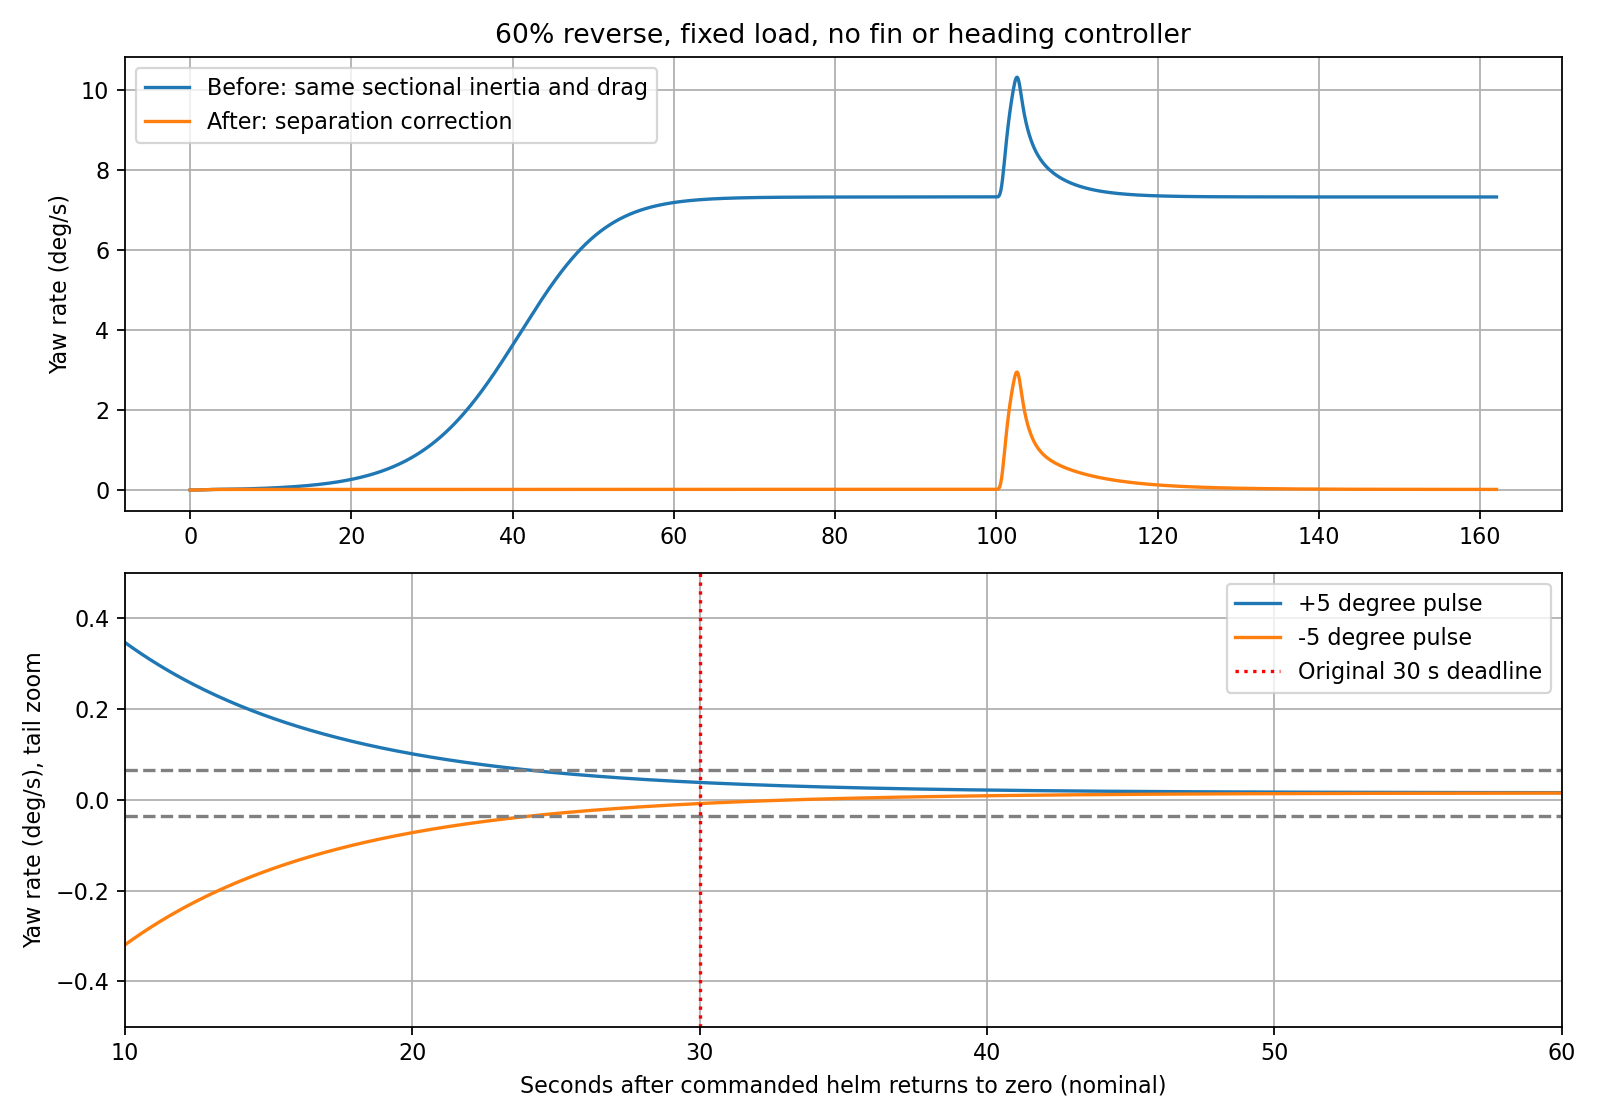 60% reverse, fixed load, no fin or heading controller
Before: same sectional inertia and drag
After: separation correction
Yaw rate (deg/s)
10
8
6
4
2
0
0 20 40 60 80 100 120 140 160
+5 degree pulse
-5 degree pulse
Original 30 s deadline
Yaw rate (deg/s), tail zoom
0.4
0.2
0.0
−0.2
−0.4
10 20 30 40 50 60
Seconds after commanded helm returns to zero (nominal)